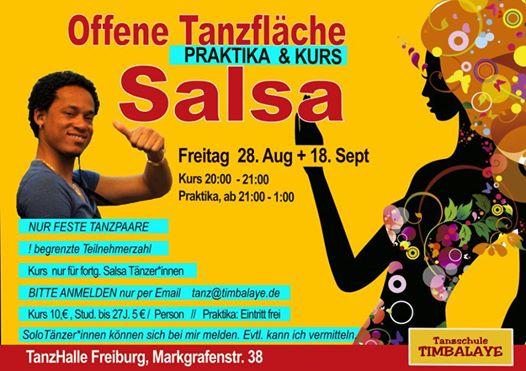 Offene Tanzfläche
PRAKTIKA & KURS
Salsa
Freitag 28. Aug + 18. Sept
Kurs 20:00 - 21:00
Praktika, ab 21:00 - 1:00
NUR FESTE TANZPAARE
! begrenzte Teilnehmerzahl
Kurs nur für fortg. Salsa Tänzer*innen
BITTE ANMELDEN nur per Email tanz@timbalaye.de
Kurs 10,€, Stud. bis 27J. 5 € / Person // Praktika: Eintritt frei
SoloTänzer*innen können sich bei mir melden. Evtl. kann ich vermitteln.
TanzHalle Freiburg, Markgrafenstr. 38
Tanzschule
TIMBALAYE